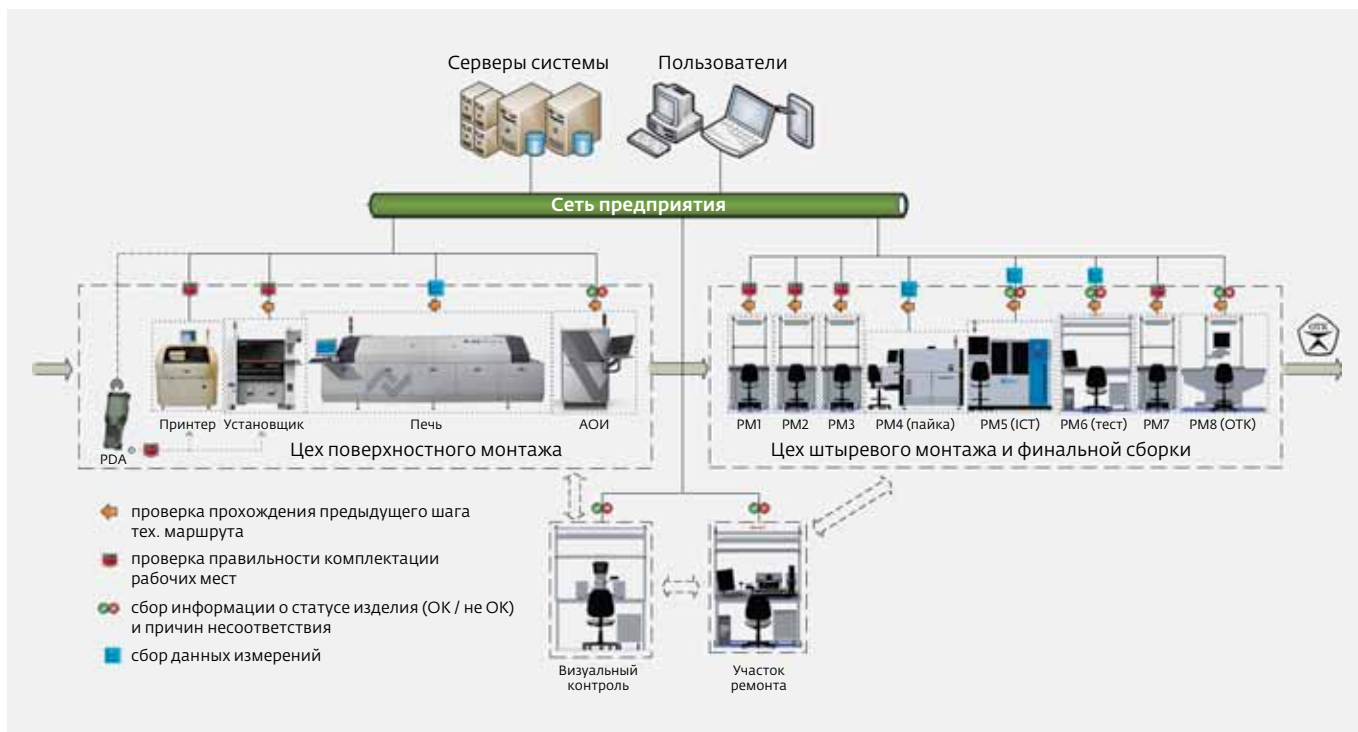 Серверы системы
Пользователи
Сеть предприятия
Принтер
Установщик
Печь
АОИ
PDA
Цех поверхностного монтажа
РМ1
РМ2
РМ3
РМ4 (пайка)
РМ5 (ICT)
РМ6 (тест)
РМ7
РМ8 (ОТК)
Цех штыревого монтажа и финальной сборки
ОТК
проверка прохождения предыдущего шага
тех. маршрута
проверка правильности комплектации
рабочих мест
сбор информации о статусе изделия (ОК / не ОК)
и причин несоответствия
сбор данных измерений
Визуальный
контроль
Участок
ремонта